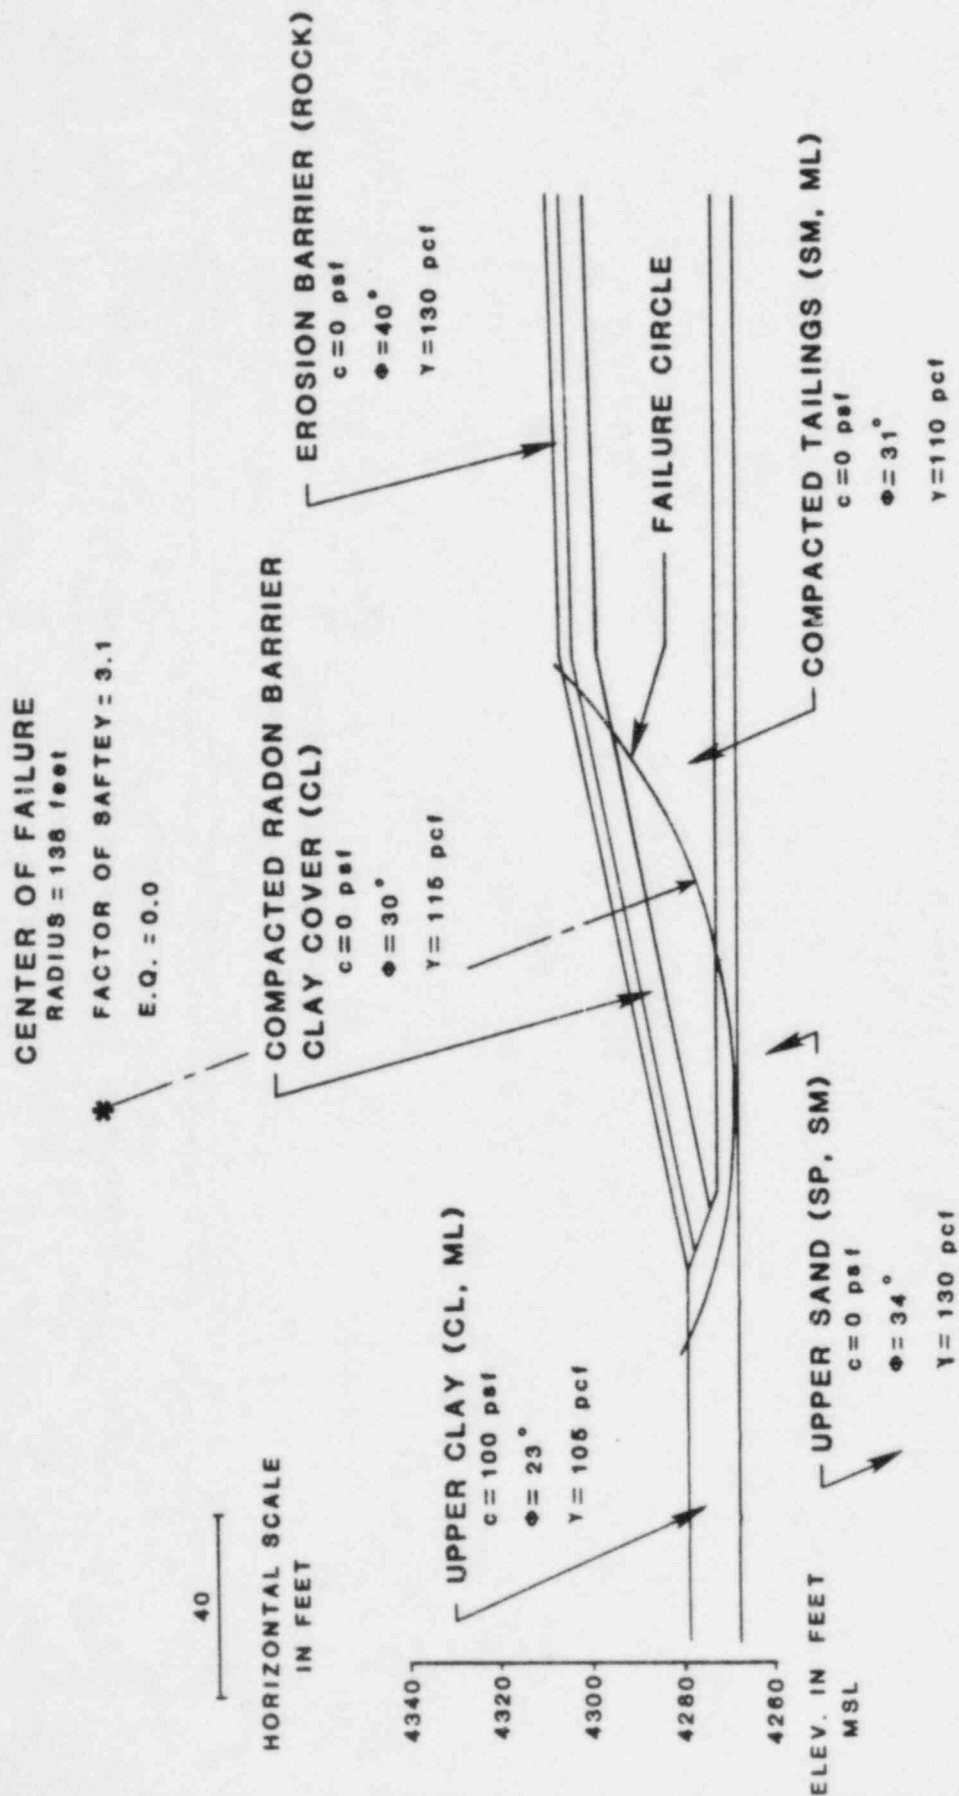 CENTER OF FAILURE
RADIUS = 138 feet
FACTOR OF SAFTEY = 3.1
E.Q. = 0.0
*
40
HORIZONTAL SCALE
IN FEET
COMPACTED RADON BARRIER
CLAY COVER (CL)
c = 0 psf
Φ = 30°
γ = 115 pcf
EROSION BARRIER (ROCK)
c = 0 psf
Φ = 40°
γ = 130 pcf
UPPER CLAY (CL, ML)
c = 100 psf
Φ = 23°
γ = 105 pcf
FAILURE CIRCLE
4340
4320
4300
4280
4260
ELEV. IN FEET
MSL
UPPER SAND (SP, SM)
c = 0 psf
Φ = 34°
γ = 130 pcf
COMPACTED TAILINGS (SM, ML)
c = 0 psf
Φ = 31°
γ = 110 pcf